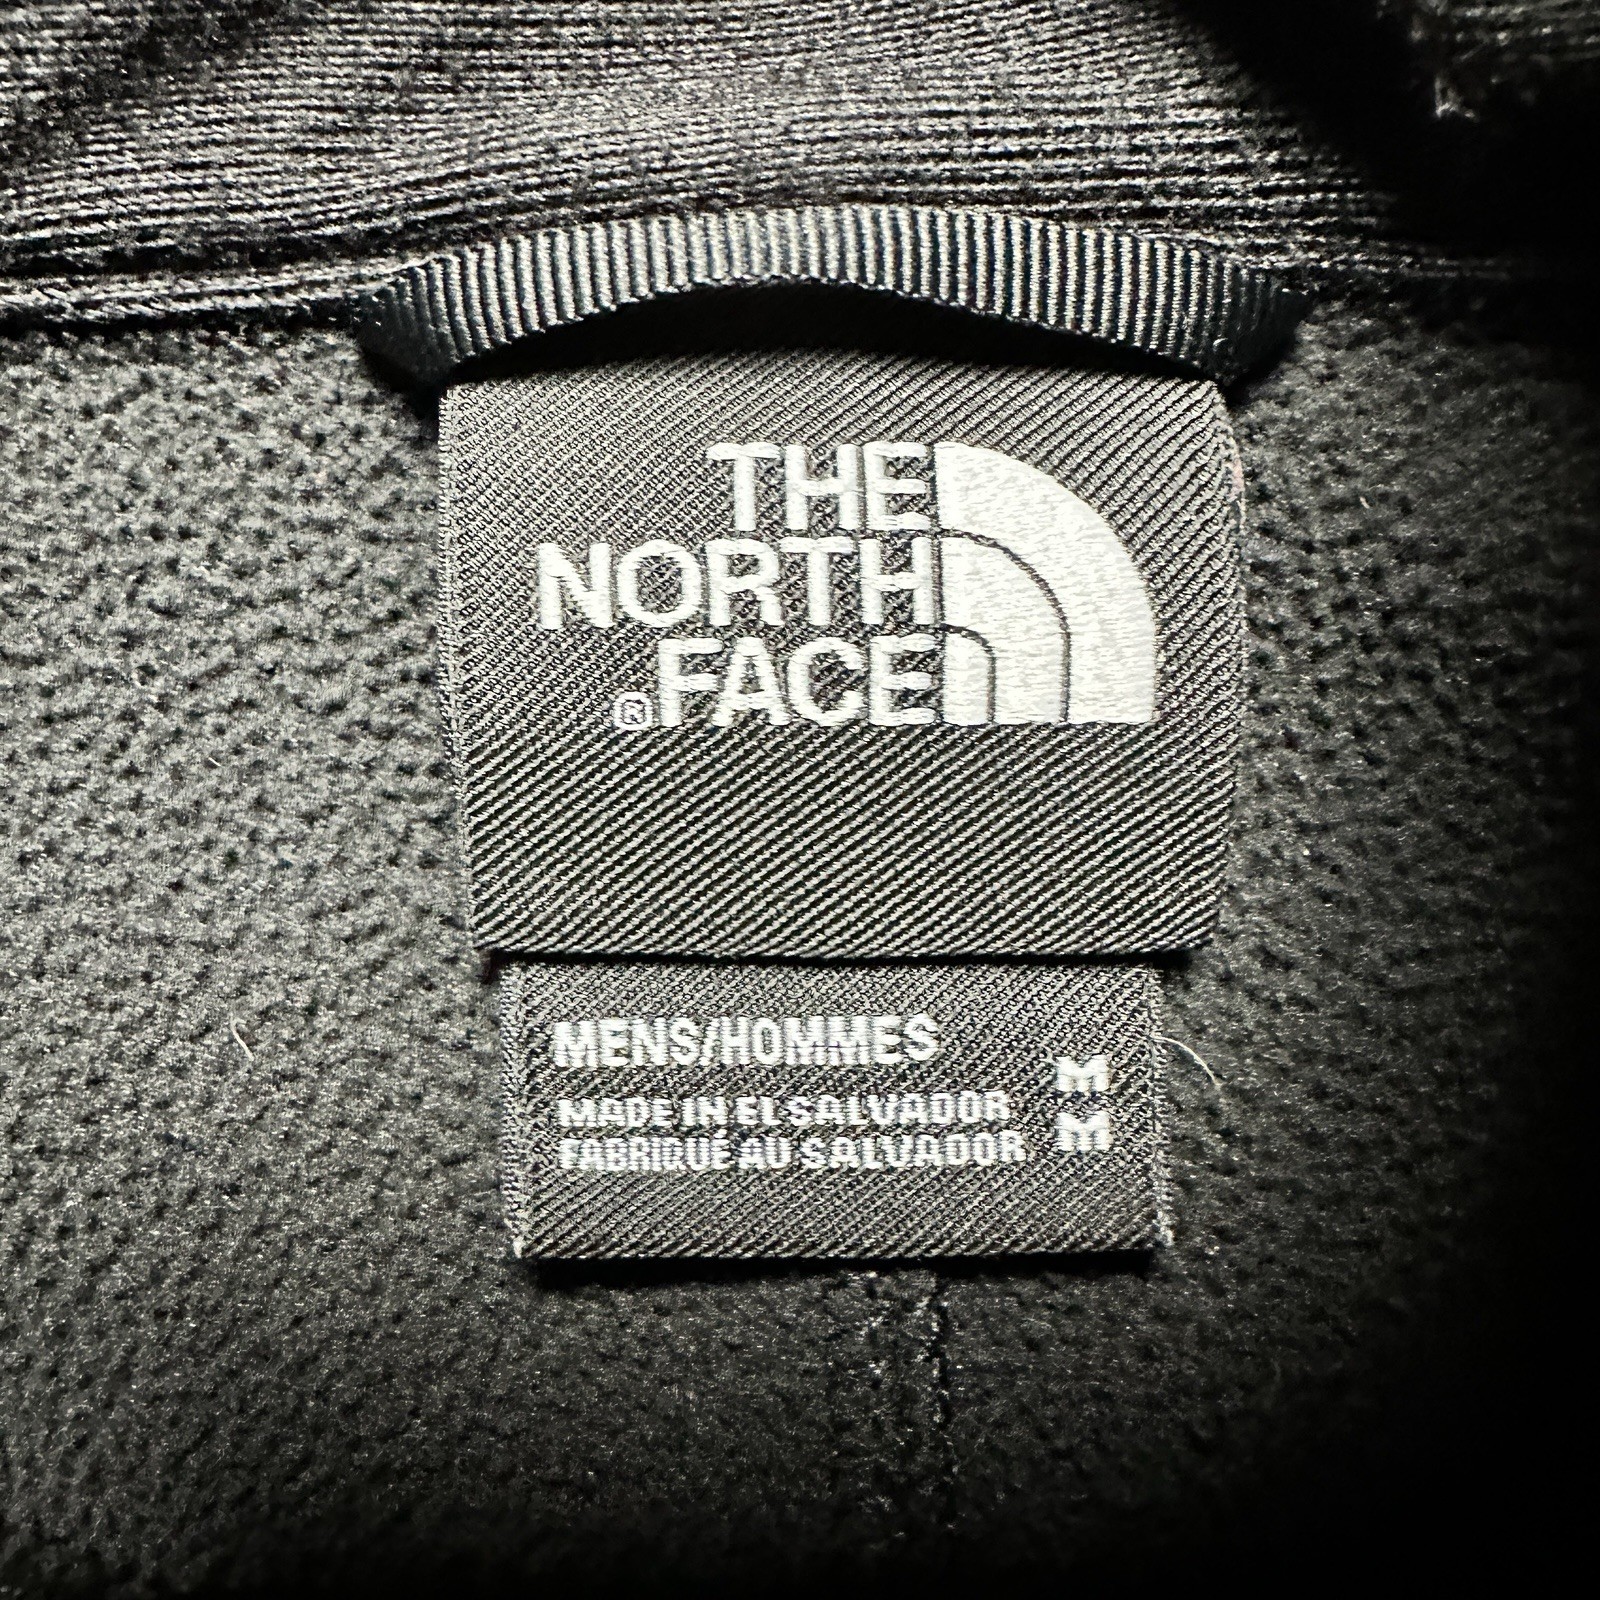 THE
NORTH
FACE
®
MENS/HOMMES
MADE IN EL SALVADOR
FABRIQUÉ AU SALVADOR
M
M